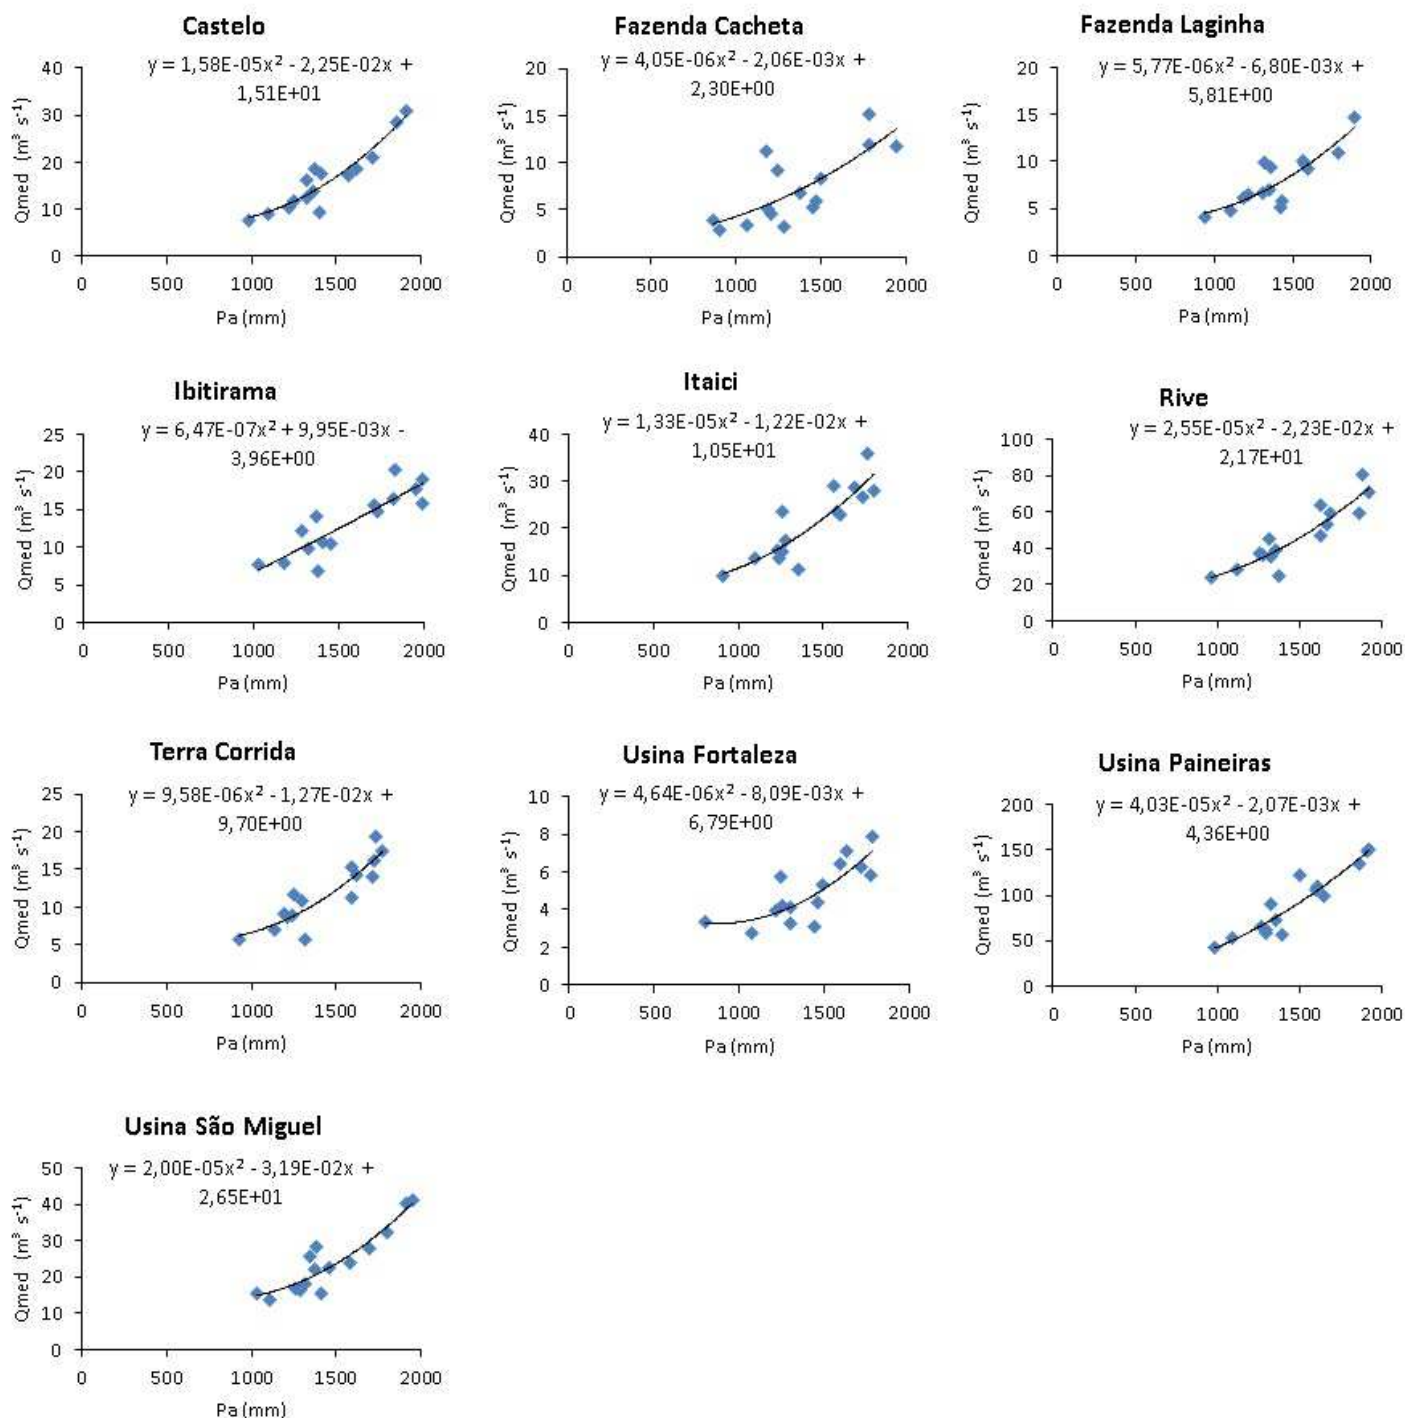 Castelo
y = 1,58E-05x² - 2,25E-02x +
1,51E+01
Qmed (m³ s⁻¹)
40
30
20
10
0
0 500 1000 1500 2000
Pa (mm)
Fazenda Cacheta
y = 4,05E-06x² - 2,06E-03x +
2,30E+00
Qmed (m³ s⁻¹)
20
15
10
5
0
0 500 1000 1500 2000
Pa (mm)
Fazenda Laginha
y = 5,77E-06x² - 6,80E-03x +
5,81E+00
Qmed (m³ s⁻¹)
20
15
10
5
0
0 500 1000 1500 2000
Pa (mm)
Ibitirama
y = 6,47E-07x² + 9,95E-03x -
3,96E+00
Qmed (m³ s⁻¹)
25
20
15
10
5
0
0 500 1000 1500 2000
Pa (mm)
Itaici
y = 1,33E-05x² - 1,22E-02x +
1,05E+01
Qmed (m³ s⁻¹)
40
30
20
10
0
0 500 1000 1500 2000
Pa (mm)
Rive
y = 2,55E-05x² - 2,23E-02x +
2,17E+01
Qmed (m³ s⁻¹)
100
80
60
40
20
0
0 500 1000 1500 2000
Pa (mm)
Terra Corrida
y = 9,58E-06x² - 1,27E-02x +
9,70E+00
Qmed (m³ s⁻¹)
25
20
15
10
5
0
0 500 1000 1500 2000
Pa (mm)
Usina Fortaleza
y = 4,64E-06x² - 8,09E-03x +
6,79E+00
Qmed (m³ s⁻¹)
10
8
6
4
2
0
0 500 1000 1500 2000
Pa (mm)
Usina Paineiras
y = 4,03E-05x² - 2,07E-03x +
4,36E+00
Qmed (m³ s⁻¹)
200
150
100
50
0
0 500 1000 1500 2000
Pa (mm)
Usina São Miguel
y = 2,00E-05x² - 3,19E-02x +
2,65E+01
Qmed (m³ s⁻¹)
50
40
30
20
10
0
0 500 1000 1500 2000
Pa (mm)